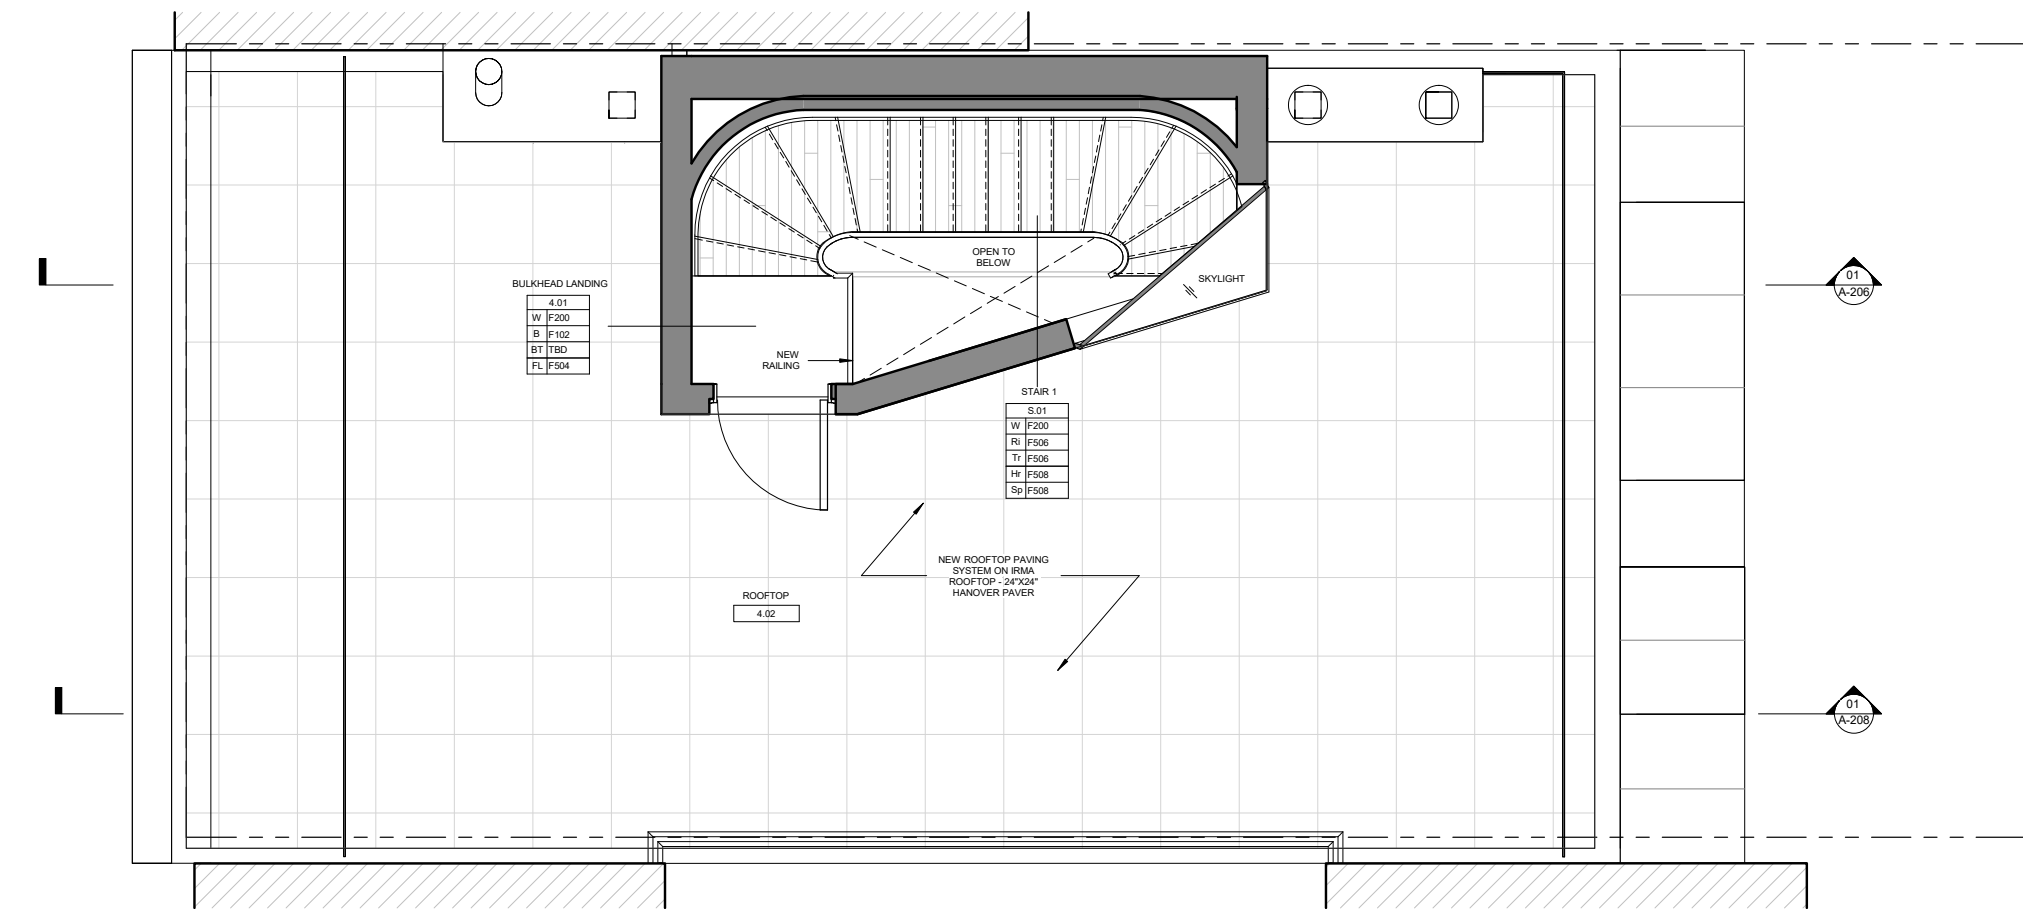 OPEN TO
BELOW
SKYLIGHT
01
A-206
BULKHEAD LANDING
4.01
W F200
B F102
BT TBD
FL F504
NEW
RAILING
STAIR 1
S.01
W F200
Ri F506
Tr F506
Hr F508
Sp F508
NEW ROOFTOP PAVING
SYSTEM ON IRMA
ROOFTOP - 24"X24"
HANOVER PAVER
ROOFTOP
4.02
01
A-208